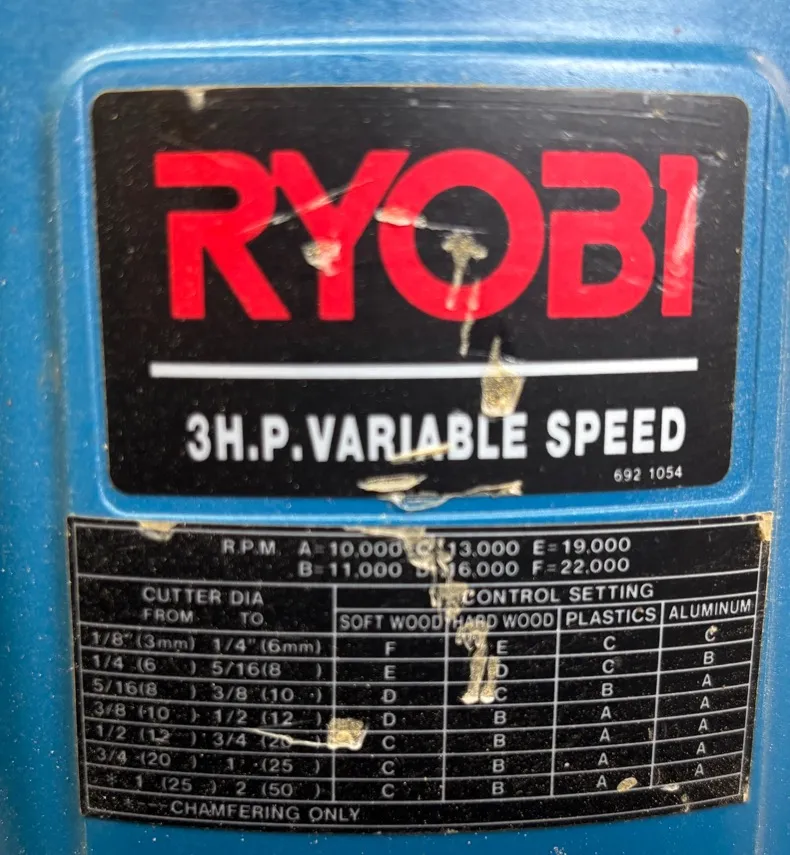 RYOBI
3H.P.VARIABLE SPEED
692 1054
R.P.M. A=10,000 C=13,000 E=19,000
B=11,000 D=16,000 F=22,000
CUTTER DIA CONTROL SETTING
FROM TO SOFT WOOD HARD WOOD PLASTICS ALUMINUM
1/8"(3mm) 1/4"(6mm) F E C C
1/4 (6 ) 5/16(8 ) E D C B
5/16(8 ) 3/8 (10 ) D C B A
3/8 (10 ) 1/2 (12 ) D B A A
1/2 (12 ) 3/4 (20 ) C B A A
3/4 (20 ) 1 (25 ) C B A A
* 1 (25 ) 2 (50 ) C B A A
*---CHAMFERING ONLY